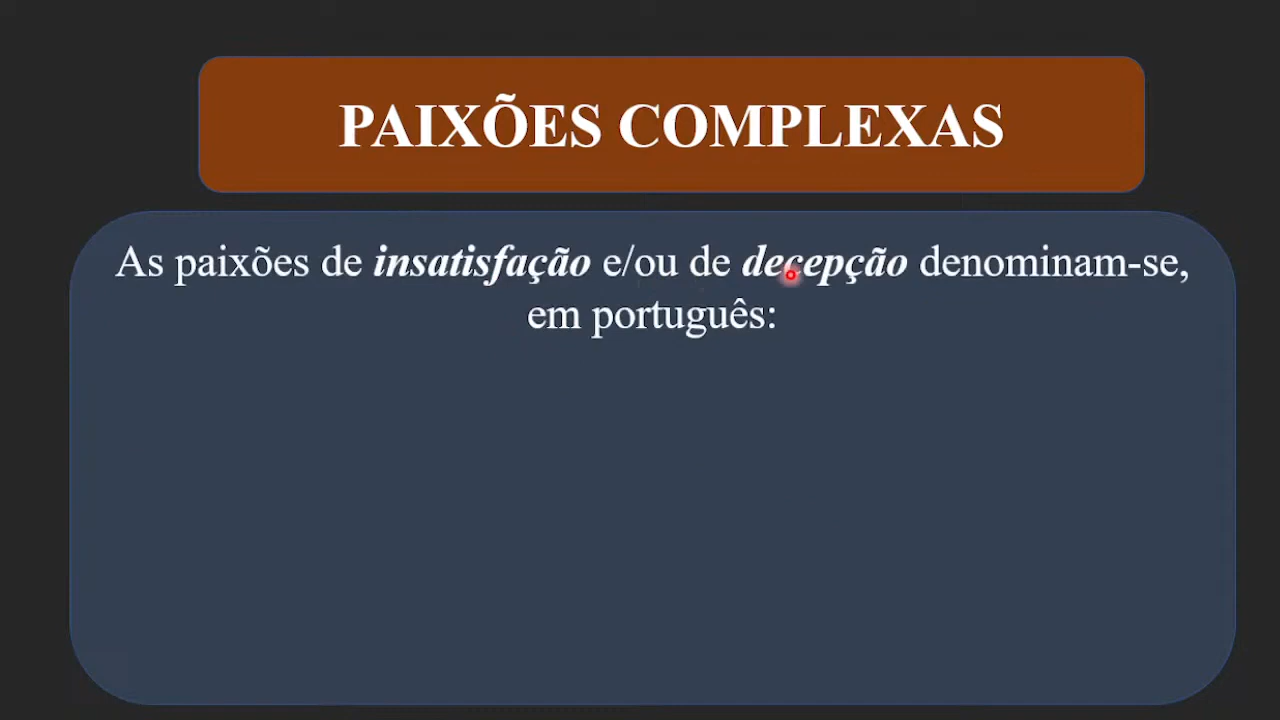 PAIXÕES COMPLEXAS
As paixões de insatisfação e/ou de decepção denominam-se,
em português: